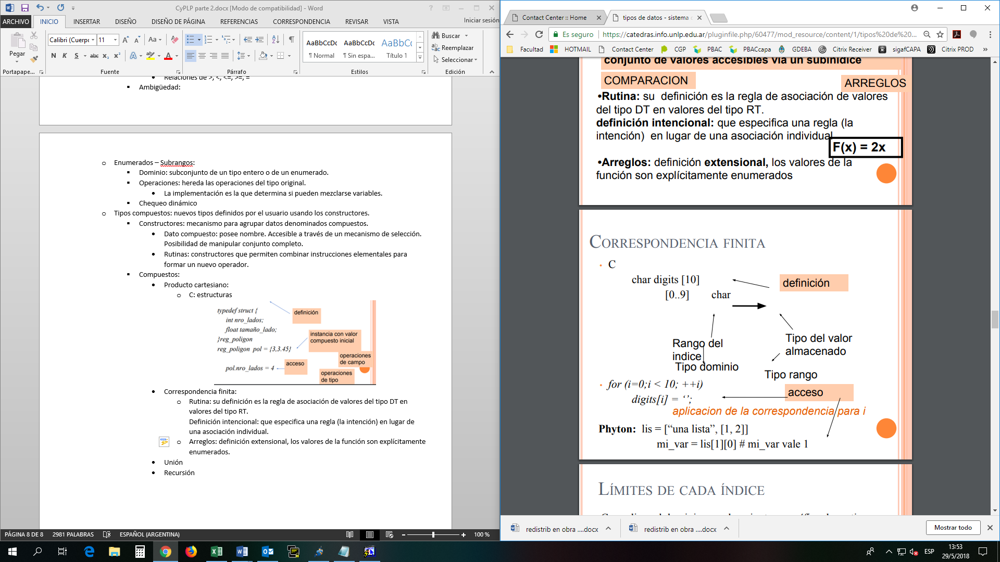 CyPLP parte 2.docx [Modo de compatibilidad] - Word
ARCHIVO INICIO INSERTAR DISEÑO DISEÑO DE PÁGINA REFERENCIAS CORRESPONDENCIA REVISAR VISTA Iniciar sesión
Pegar
Calibri (Cuerpo 11
AaBbCcDc AaBbCcDc AaBbCc
¶ Normal ¶ Sin espa... Título 1
Buscar
Reemplazar
Seleccionar
Portapape... Fuente Párrafo Estilos Edición
• Relaciones de >, <, <=, >=, =
▪ Ambigüedad:
o Enumerados – Subrangos:
▪ Dominio: subconjunto de un tipo entero o de un enumerado.
▪ Operaciones: hereda las operaciones del tipo original.
• La implementación es la que determina si pueden mezclarse variables.
▪ Chequeo dinámico
o Tipos compuestos: nuevos tipos definidos por el usuario usando los constructores.
▪ Constructores: mecanismo para agrupar datos denominados compuestos.
• Dato compuesto: posee nombre. Accesible a través de un mecanismo de selección.
Posibilidad de manipular conjunto completo.
• Rutinas: constructores que permiten combinar instrucciones elementales para
formar un nuevo operador.
▪ Compuestos:
• Producto cartesiano:
o C: estructuras
typedef struct {
definición
int nro_lados;
float tamaño_lado;
}reg_poligon
instancia con valor
compuesto inicial
reg_poligon pol = {3,3.45}
operaciones
de campo
pol.nro_lados = 4
acceso
operaciones
de tipo
• Correspondencia finita:
o Rutina: su definición es la regla de asociación de valores del tipo DT en
valores del tipo RT.
Definición intencional: que especifica una regla (la intención) en lugar de
una asociación individual.
o Arreglos: definición extensional, los valores de la función son explícitamente
enumerados.
• Unión
• Recursión
PÁGINA 8 DE 8 2981 PALABRAS ESPAÑOL (ARGENTINA) 100 %
Contact Center :: Home
tipos de datos - sistema
Es seguro https://catedras.info.unlp.edu.ar/pluginfile.php/60477/mod_resource/content/1/tipos%20de%20...
Facultad HOTMAIL Contact Center CGP PBAC PBACcapa GDEBA Citrix Receiver sigafCAPA Citrix PROD »
conjunto de valores accesibles via un subinidice
COMPARACION
ARREGLOS
•Rutina: su definición es la regla de asociación de valores
del tipo DT en valores del tipo RT.
definición intencional: que especifica una regla (la
intención) en lugar de una asociación individual
F(x) = 2x
•Arreglos: definición extensional, los valores de la
función son explícitamente enumerados
CORRESPONDENCIA FINITA
• C
char digits [10]
definición
[0..9] char
Rango del
indice
Tipo dominio
Tipo del valor
almacenado
Tipo rango
• for (i=0;i < 10; ++i)
acceso
digits[i] = ‘’;
aplicacion de la correspondencia para i
Phyton: lis = [“una lista”, [1, 2]]
mi_var = lis[1][0] # mi_var vale 1
LÍMITES DE CADA ÍNDICE
redistrib en obra ....docx
redistrib en obra ....docx
Mostrar todo
ESP
13:53
29/5/2018